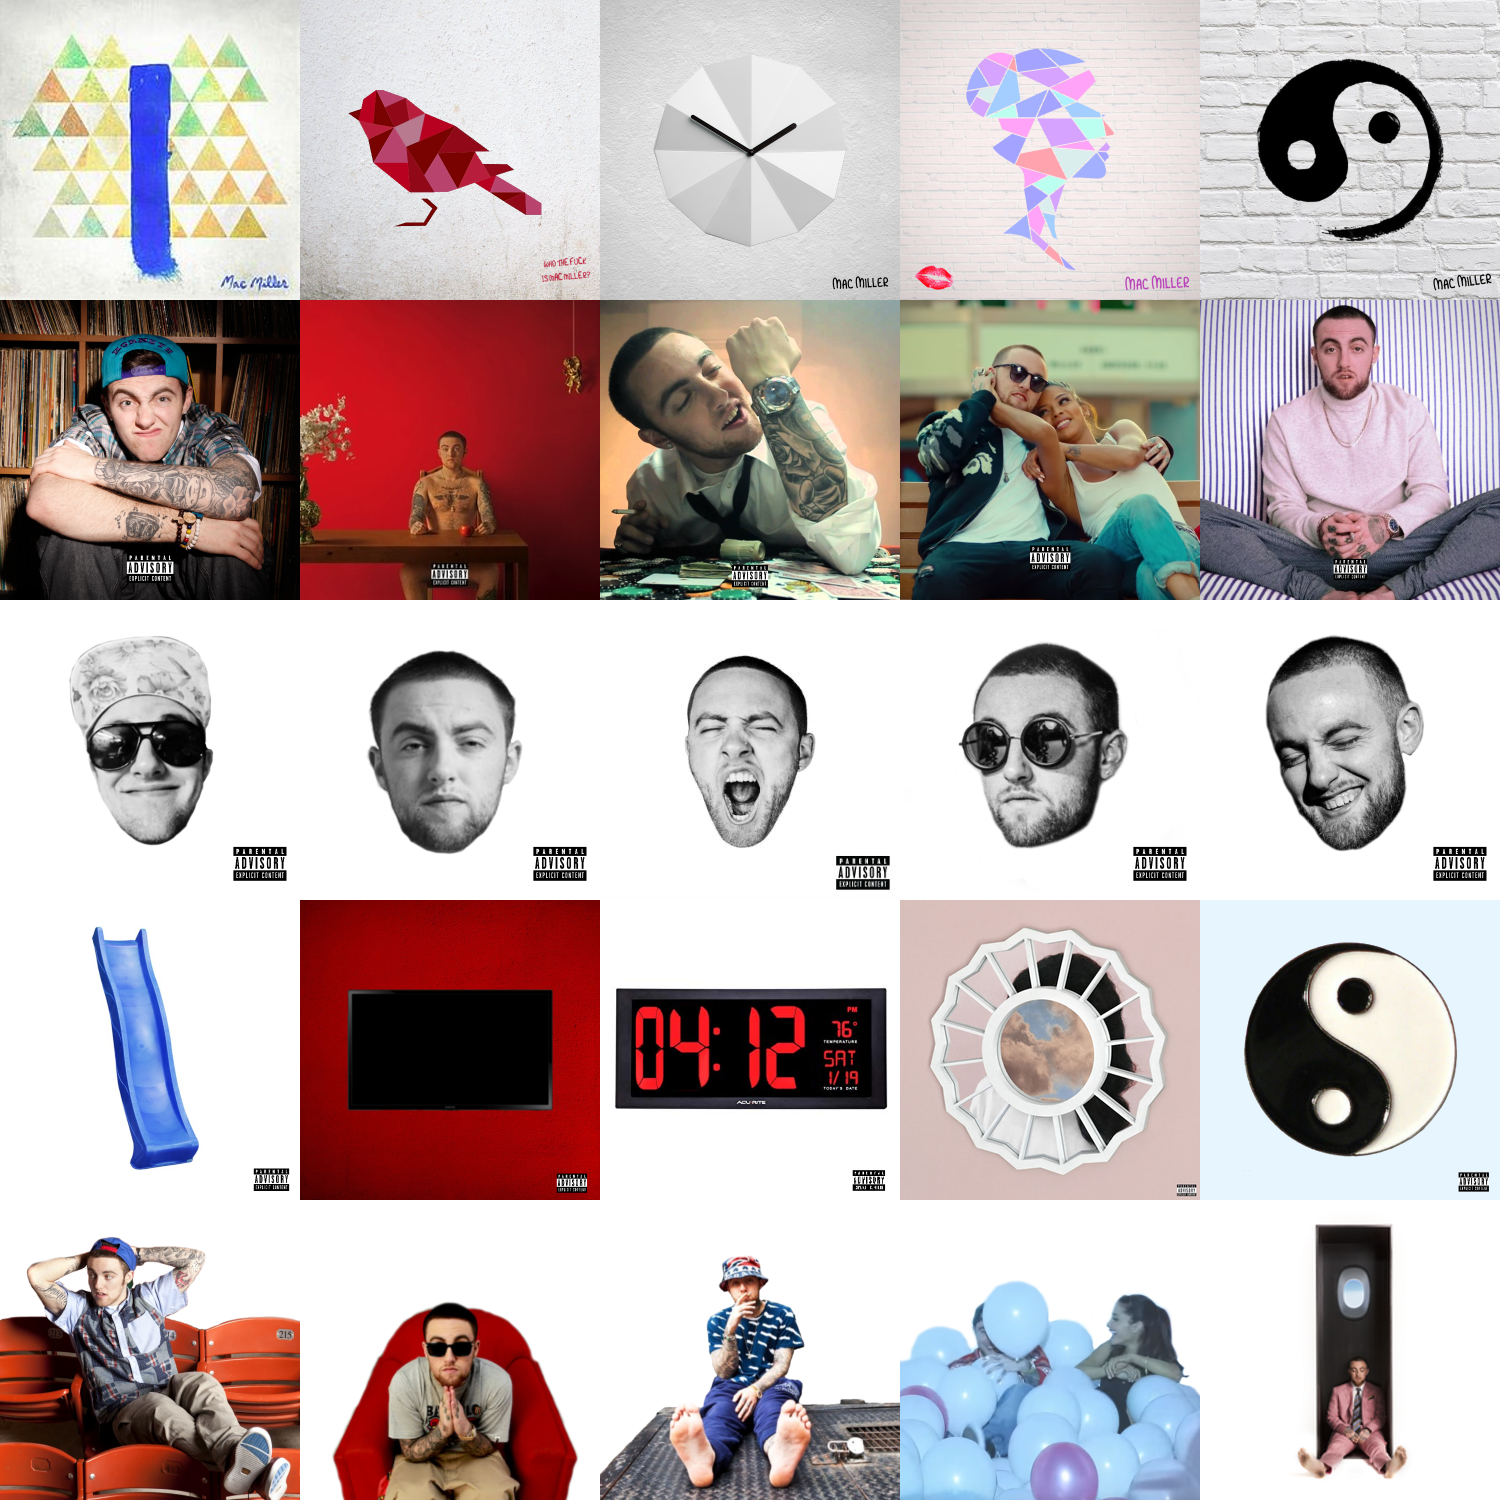 Mac Miller
WHO THE FUCK
IS MAC MILLER?
MAC MILLER
MAC MILLER
MAC MILLER
PARENTAL
ADVISORY
EXPLICIT CONTENT
PARENTAL
ADVISORY
EXPLICIT CONTENT
PARENTAL
ADVISORY
EXPLICIT CONTENT
PARENTAL
ADVISORY
EXPLICIT CONTENT
PARENTAL
ADVISORY
EXPLICIT CONTENT
PARENTAL
ADVISORY
EXPLICIT CONTENT
PARENTAL
ADVISORY
EXPLICIT CONTENT
PARENTAL
ADVISORY
EXPLICIT CONTENT
PARENTAL
ADVISORY
EXPLICIT CONTENT
PARENTAL
ADVISORY
EXPLICIT CONTENT
04:12
PM
76°
TEMPERATURE
SAT
1/19
TODAY'S DATE
ACU·RITE
PARENTAL
ADVISORY
EXPLICIT CONTENT
PARENTAL
ADVISORY
EXPLICIT CONTENT
PARENTAL
ADVISORY
PARENTAL
ADVISORY
EXPLICIT CONTENT
PARENTAL
ADVISORY
EXPLICIT CONTENT
214
215